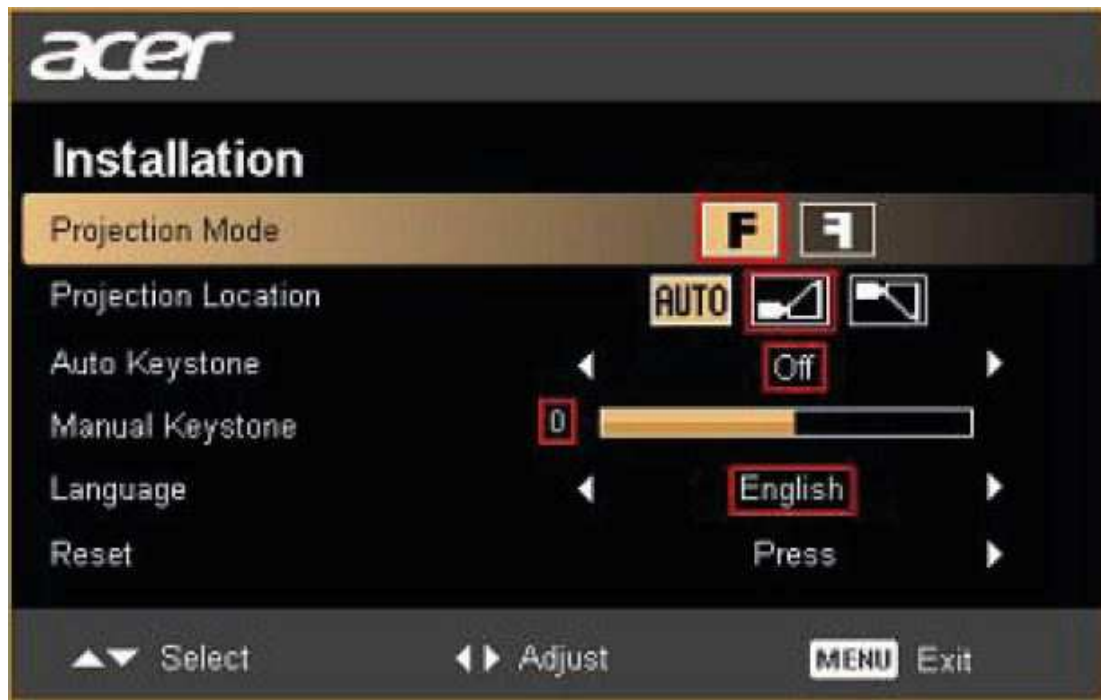 acer
Installation
Projection Mode F F
Projection Location AUTO
Auto Keystone Off
Manual Keystone 0
Language English
Reset Press
Select Adjust MENU Exit